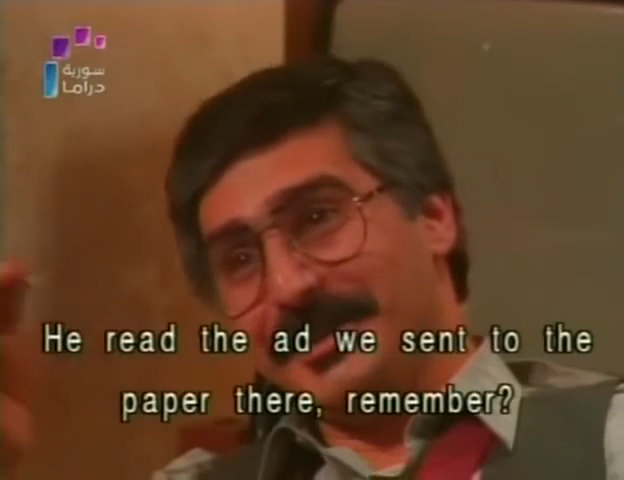 سورية
دراما
He read the ad we sent to the
paper there, remember?